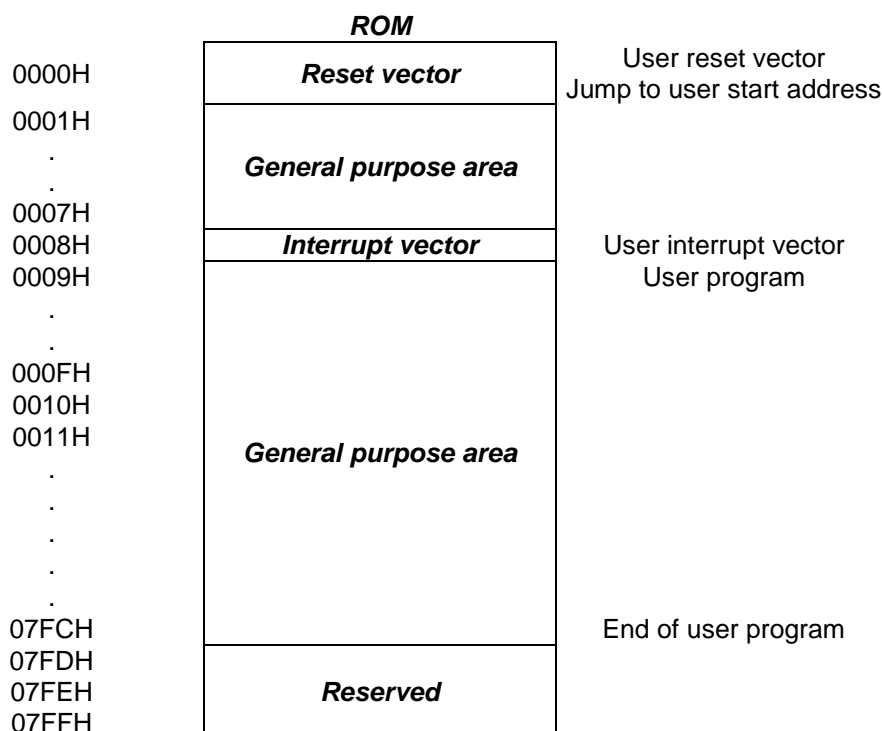 ROM
0000H Reset vector User reset vector
Jump to user start address
0001H
.
.
General purpose area
0007H
0008H Interrupt vector User interrupt vector
0009H User program
.
.
000FH
0010H
0011H
General purpose area
.
.
.
.
.
07FCH End of user program
07FDH
07FEH Reserved
07FFH